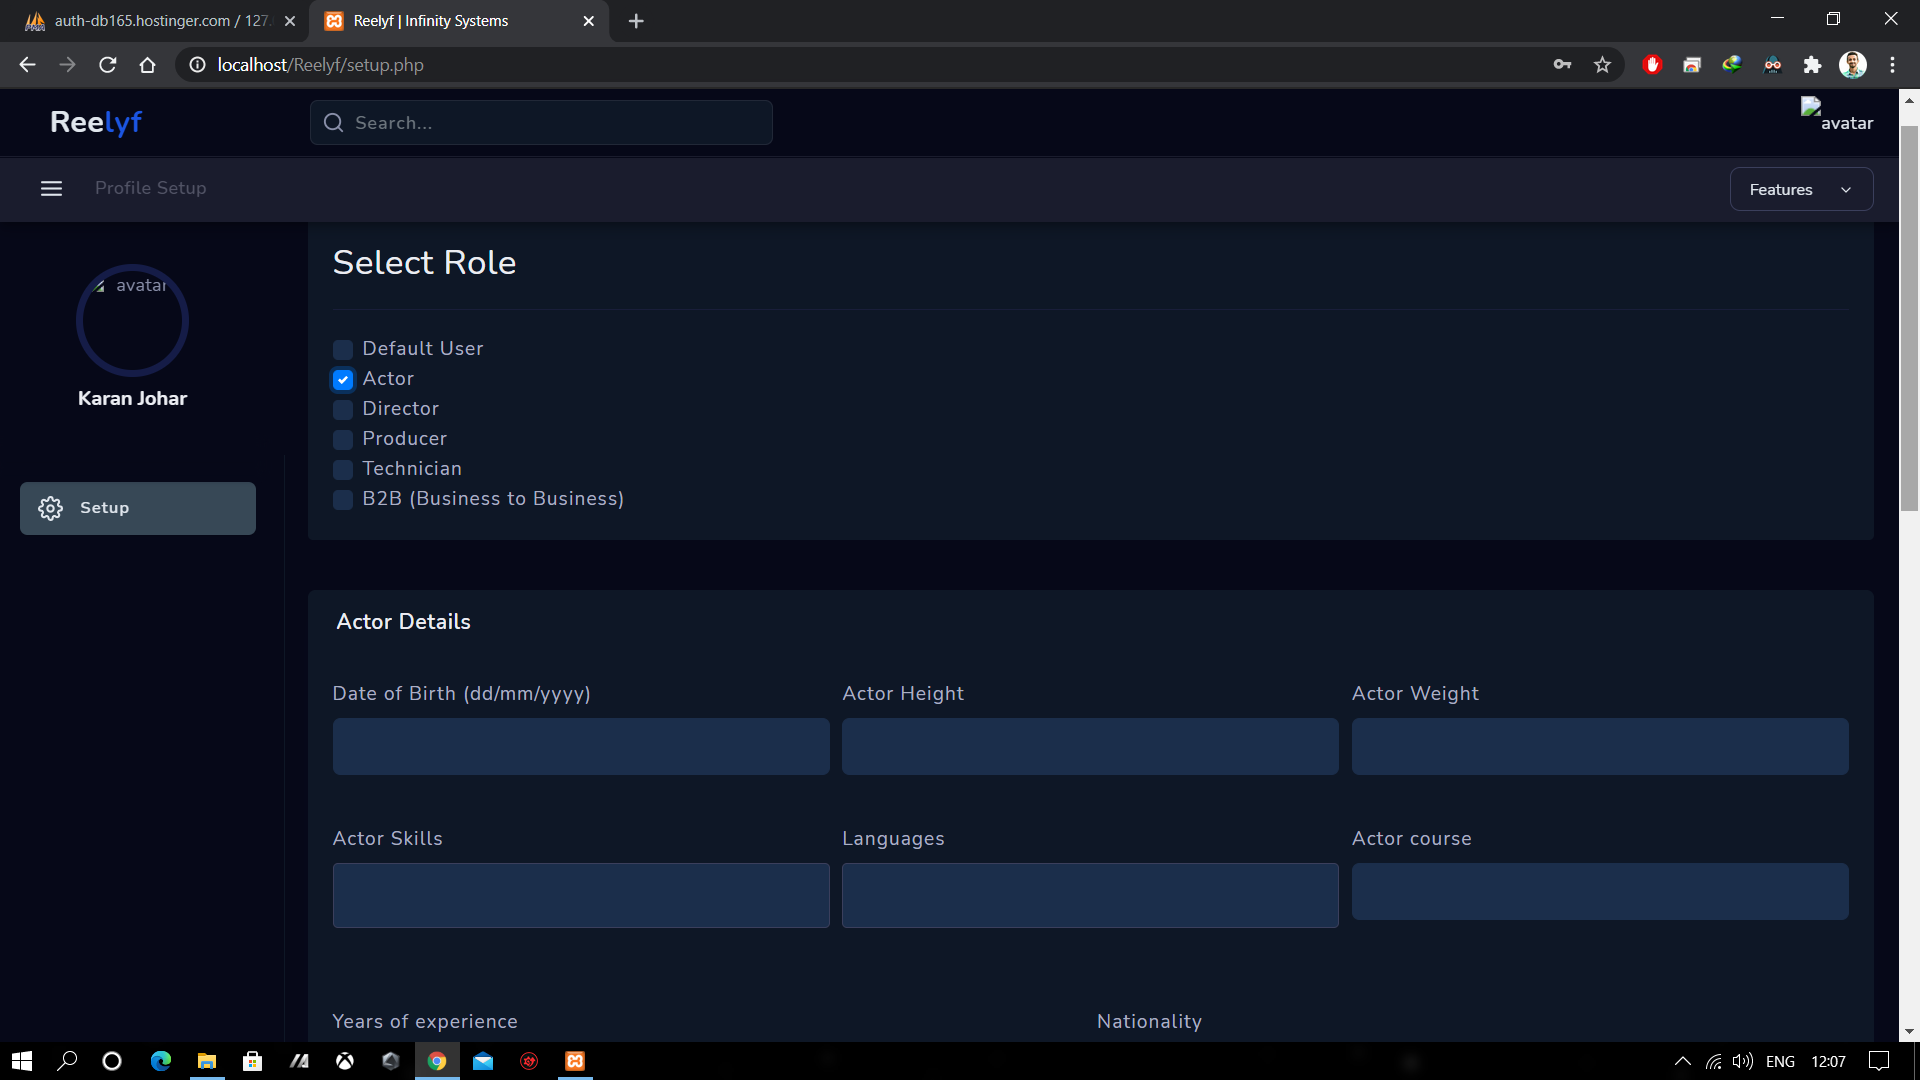 auth-db165.hostinger.com / 127.
Reelyf | Infinity Systems
localhost/Reelyf/setup.php
Reelyf
Search...
avatar
Profile Setup
Features
Select Role
avatar
Karan Johar
Default User
Actor
Director
Producer
Technician
B2B (Business to Business)
Setup
Actor Details
Date of Birth (dd/mm/yyyy)
Actor Height
Actor Weight
Actor Skills
Languages
Actor course
Years of experience
Nationality
ENG
12:07